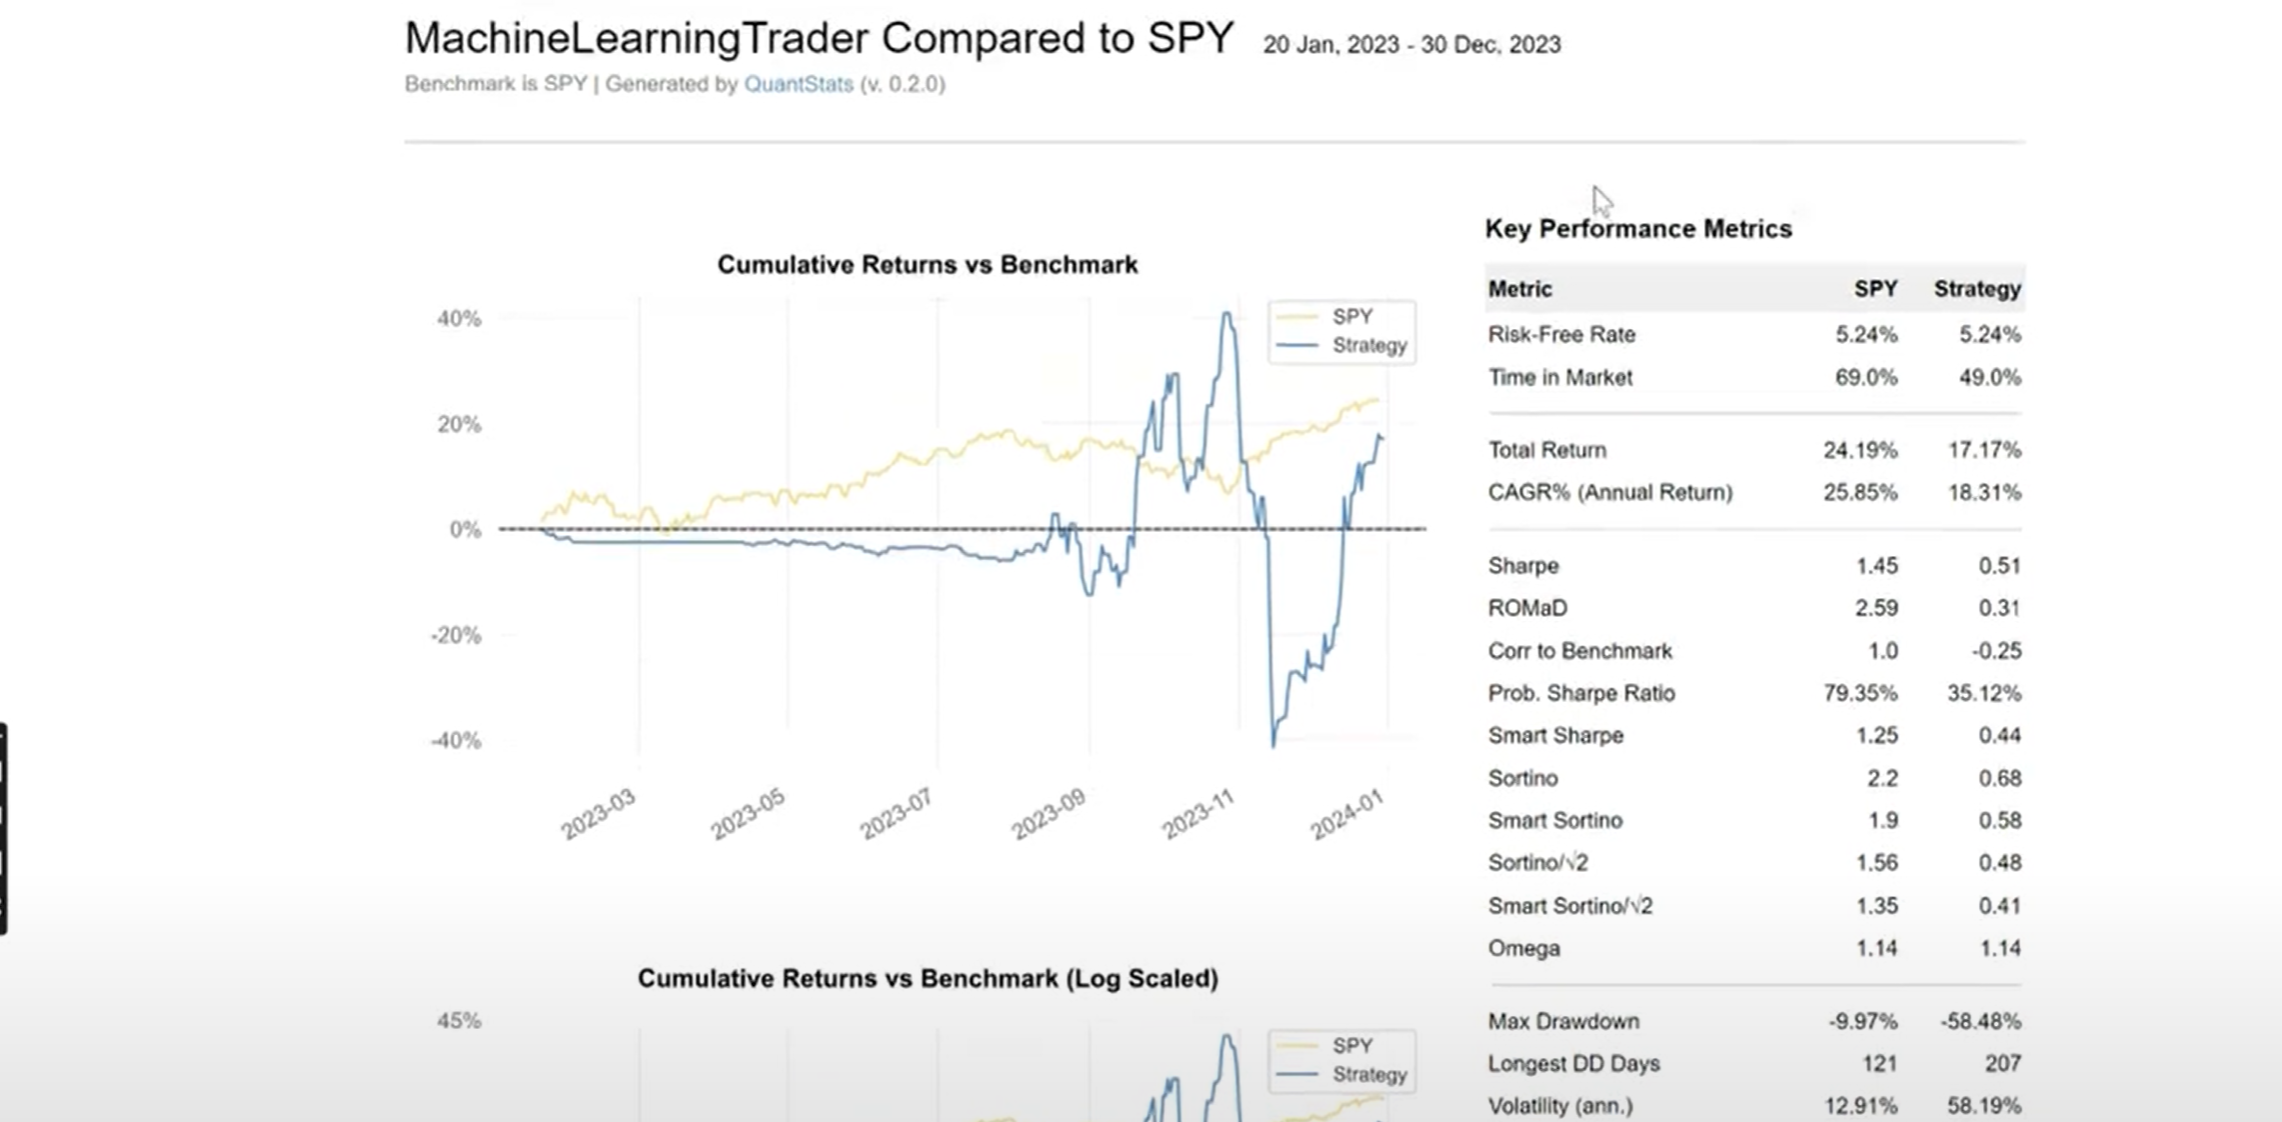 MachineLearningTrader Compared to SPY 20 Jan, 2023 - 30 Dec, 2023
Benchmark is SPY | Generated by QuantStats (v. 0.2.0)
Cumulative Returns vs Benchmark
40%
20%
0%
-20%
-40%
SPY
Strategy
2023-03
2023-05
2023-07
2023-09
2023-11
2024-01
Cumulative Returns vs Benchmark (Log Scaled)
45%
SPY
Strategy
Key Performance Metrics
Metric SPY Strategy
Risk-Free Rate 5.24% 5.24%
Time in Market 69.0% 49.0%
Total Return 24.19% 17.17%
CAGR% (Annual Return) 25.85% 18.31%
Sharpe 1.45 0.51
ROMaD 2.59 0.31
Corr to Benchmark 1.0 -0.25
Prob. Sharpe Ratio 79.35% 35.12%
Smart Sharpe 1.25 0.44
Sortino 2.2 0.68
Smart Sortino 1.9 0.58
Sortino/√2 1.56 0.48
Smart Sortino/√2 1.35 0.41
Omega 1.14 1.14
Max Drawdown -9.97% -58.48%
Longest DD Days 121 207
Volatility (ann.) 12.91% 58.19%